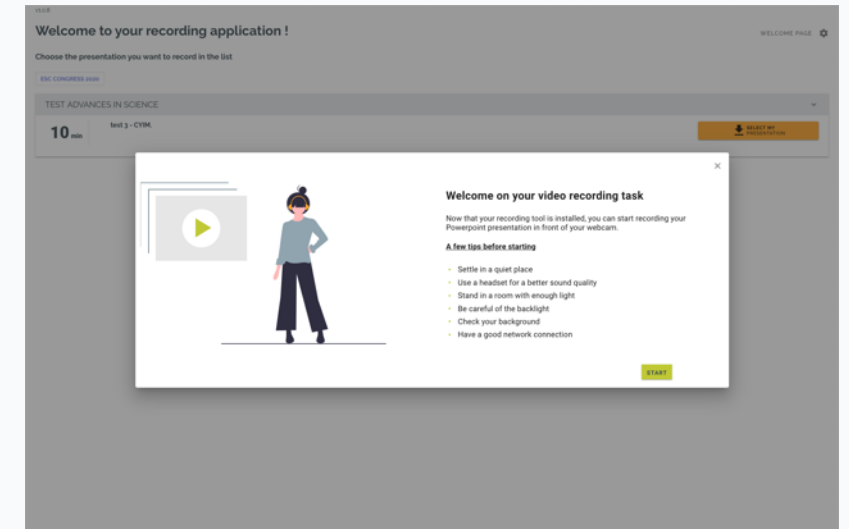 v1.0.8
Welcome to your recording application !
WELCOME PAGE
Choose the presentation you want to record in the list
ESC CONGRESS 2020
TEST ADVANCES IN SCIENCE
10 min
test 3 - CYIM.
SELECT MY
PRESENTATION
Welcome on your video recording task
Now that your recording tool is installed, you can start recording your
Powerpoint presentation in front of your webcam.
A few tips before starting
Settle in a quiet place
Use a headset for a better sound quality
Stand in a room with enough light
Be careful of the backlight
Check your background
Have a good network connection
START